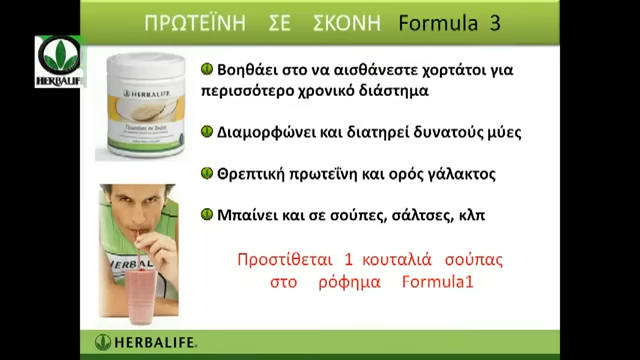 ΠΡΩΤΕΪΝΗ ΣΕ ΣΚΟΝΗ Formula 3
HERBALIFE
HERBALIFE
Βοηθάει στο να αισθάνεστε χορτάτοι για
περισσότερο χρονικό διάστημα
Διαμορφώνει και διατηρεί δυνατούς μύες
Θρεπτική πρωτεΐνη και ορός γάλακτος
Μπαίνει και σε σούπες, σάλτσες, κλπ
HERBALIFE
Προστίθεται 1 κουταλιά σούπας
στο ρόφημα Formula1
HERBALIFE